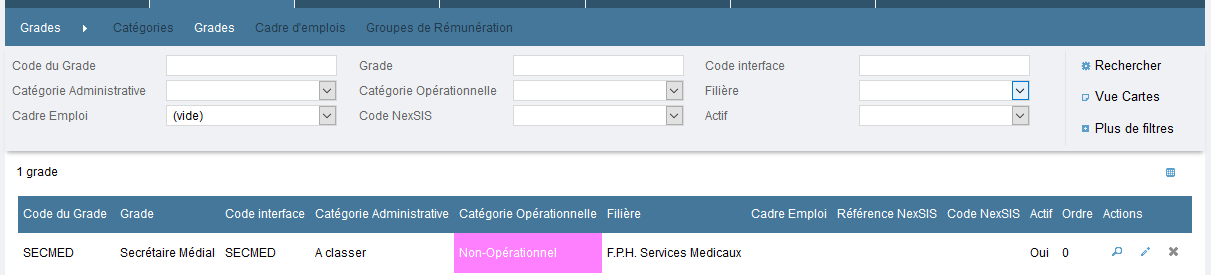 Grades Catégories Grades Cadre d'emplois Groupes de Rémunération
Code du Grade Grade Code interface Rechercher
Catégorie Administrative Catégorie Opérationnelle Filière Vue Cartes
Cadre Emploi (vide) Code NexSIS Actif Plus de filtres
1 grade
Code du Grade Grade Code interface Catégorie Administrative Catégorie Opérationnelle Filière Cadre Emploi Référence NexSIS Code NexSIS Actif Ordre Actions
SECMED Secrétaire Médial SECMED A classer Non-Opérationnel F.P.H. Services Medicaux Oui 0